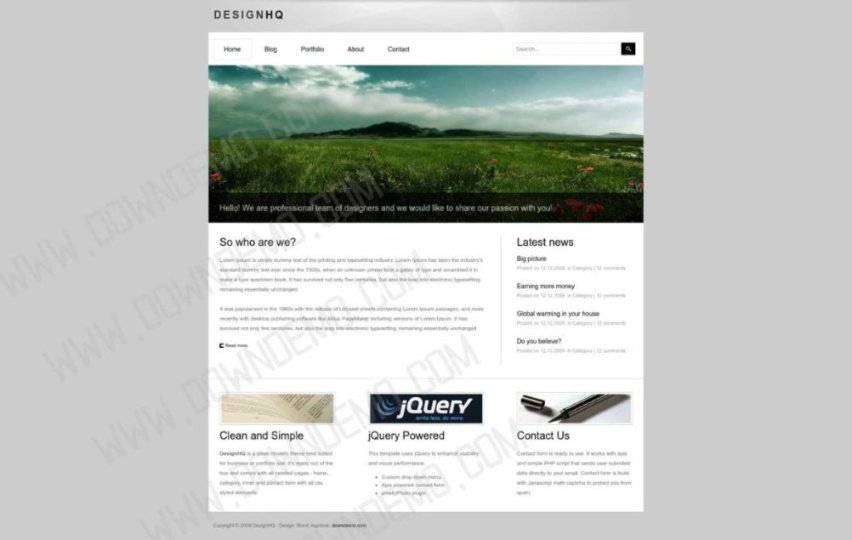 DESIGNHQ
Home Blog Portfolio About Contact Search...
Hello! We are professional team of designers and we would like to share our passion with you!
So who are we?
Lorem Ipsum is simply dummy text of the printing and typesetting industry. Lorem Ipsum has been the industry's
standard dummy text ever since the 1500s, when an unknown printer took a galley of type and scrambled it to
make a type specimen book. It has survived not only five centuries, but also the leap into electronic typesetting,
remaining essentially unchanged.
It was popularised in the 1960s with the release of Letraset sheets containing Lorem Ipsum passages, and more
recently with desktop publishing software like Aldus PageMaker including versions of Lorem Ipsum. It has
survived not only five centuries, but also the leap into electronic typesetting, remaining essentially unchanged
Read more
Latest news
Big picture
Posted on 12.12.2009 in Category | 12 comments
Earning more money
Posted on 12.12.2009 in Category | 12 comments
Global warming in your house
Posted on 12.12.2009 in Category | 12 comments
Do you believe?
Posted on 12.12.2009 in Category | 12 comments
Clean and Simple
DesignHQ is a sleek modern theme best suited
for business or portfolio site. It's ready out of the
box and comes with all needed pages - home,
category, inner and contact form with all css
styled elements.
jQuery
write less, do more.
jQuery Powered
This template uses jQuery to enhance usability
and visual performance:
Custom drop down menu
Ajax powered contact form
prettyPhoto plugin
Contact Us
Contact form is ready to use. It works with ajax
and simple PHP script that sends user submitted
data directly to your email. Contact form is build
with Javascript math captcha to protect you from
spam.
Copyright © 2009 DesignHQ . Design: downdemo.com
WWW.DOWNDEMO.COM
WWW.DOWNDEMO.COM
WWW.DOWNDEMO.COM
WWW.DOWNDEMO.COM